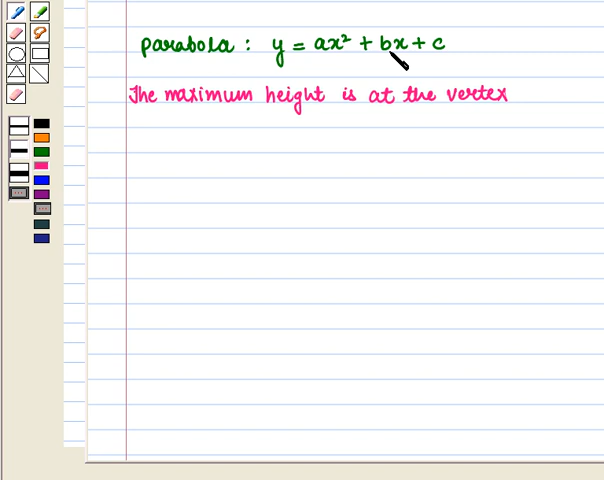 parabola : y = ax² + bx + c
The maximum height is at the vertex